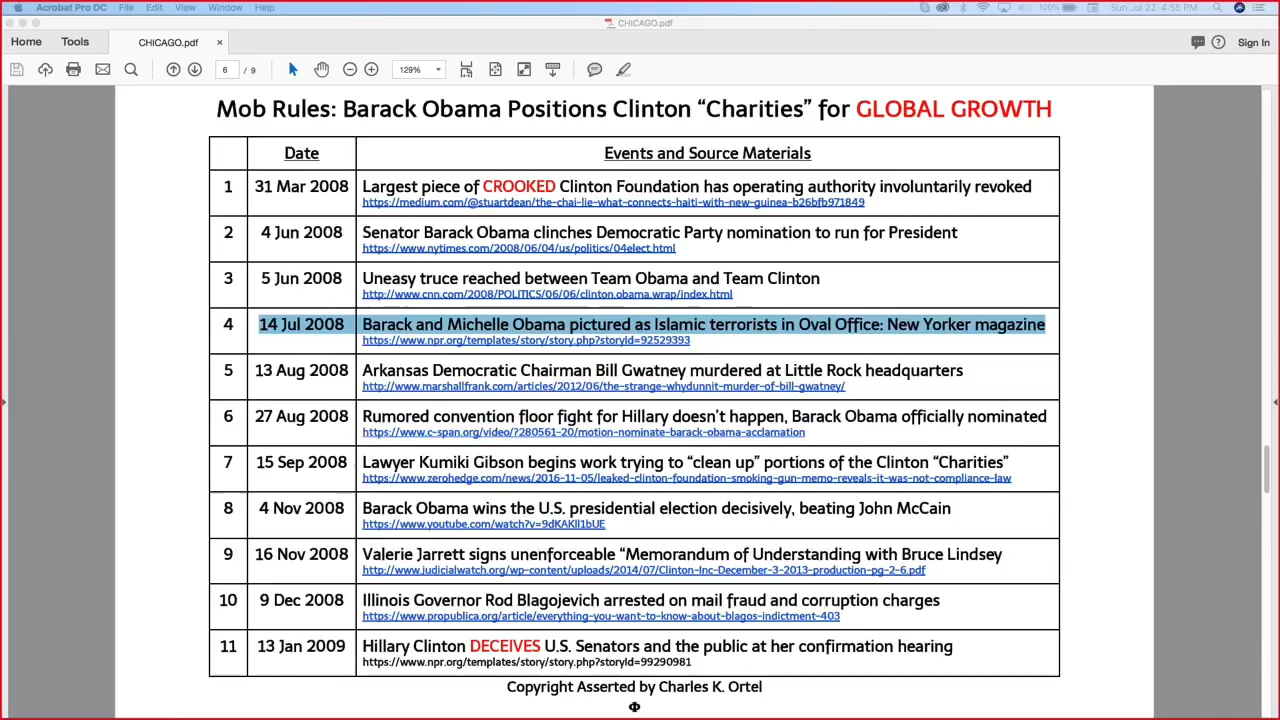 Acrobat Pro DC File Edit View Window Help 100% Sun Jul 22 4:55 PM
CHICAGO.pdf
Home Tools CHICAGO.pdf × Sign In
6 / 9 129%
Mob Rules: Barack Obama Positions Clinton “Charities” for GLOBAL GROWTH
Date Events and Source Materials
1 31 Mar 2008 Largest piece of CROOKED Clinton Foundation has operating authority involuntarily revoked
https://medium.com/@stuartdean/the-chai-lie-what-connects-haiti-with-new-guinea-b26bfb971849
2 4 Jun 2008 Senator Barack Obama clinches Democratic Party nomination to run for President
https://www.nytimes.com/2008/06/04/us/politics/04elect.html
3 5 Jun 2008 Uneasy truce reached between Team Obama and Team Clinton
http://www.cnn.com/2008/POLITICS/06/06/clinton.obama.wrap/index.html
4 14 Jul 2008 Barack and Michelle Obama pictured as Islamic terrorists in Oval Office: New Yorker magazine
https://www.npr.org/templates/story/story.php?storyId=92529393
5 13 Aug 2008 Arkansas Democratic Chairman Bill Gwatney murdered at Little Rock headquarters
http://www.marshallfrank.com/articles/2012/06/the-strange-whydunnit-murder-of-bill-gwatney/
6 27 Aug 2008 Rumored convention floor fight for Hillary doesn’t happen, Barack Obama officially nominated
https://www.c-span.org/video/?280561-20/motion-nominate-barack-obama-acclamation
7 15 Sep 2008 Lawyer Kumiki Gibson begins work trying to “clean up” portions of the Clinton “Charities”
https://www.zerohedge.com/news/2016-11-05/leaked-clinton-foundation-smoking-gun-memo-reveals-it-was-not-compliance-law
8 4 Nov 2008 Barack Obama wins the U.S. presidential election decisively, beating John McCain
https://www.youtube.com/watch?v=9dKAKll1bUE
9 16 Nov 2008 Valerie Jarrett signs unenforceable “Memorandum of Understanding with Bruce Lindsey
http://www.judicialwatch.org/wp-content/uploads/2014/07/Clinton-Inc-December-3-2013-production-pg-2-6.pdf
10 9 Dec 2008 Illinois Governor Rod Blagojevich arrested on mail fraud and corruption charges
https://www.propublica.org/article/everything-you-want-to-know-about-blagos-indictment-403
11 13 Jan 2009 Hillary Clinton DECEIVES U.S. Senators and the public at her confirmation hearing
https://www.npr.org/templates/story/story.php?storyId=99290981
Copyright Asserted by Charles K. Ortel
Φ